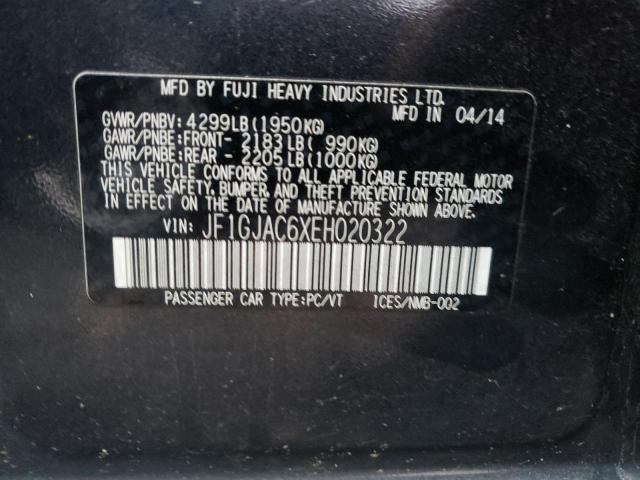 MFD BY FUJI HEAVY INDUSTRIES LTD.
MFD IN 04/14
GVWR/PNBV: 4299LB(1950KG)
GAWR/PNBE:FRONT- 2183LB( 990KG)
GAWR/PNBE:REAR - 2205LB(1000KG)
THIS VEHICLE CONFORMS TO ALL APPLICABLE FEDERAL MOTOR
VEHICLE SAFETY, BUMPER, AND THEFT PREVENTION STANDARDS
IN EFFECT ON THE DATE OF MANUFACTURE SHOWN ABOVE.
VIN: JF1GJAC6XEH020322
PASSENGER CAR TYPE:PC/VT ICES/NMB-002